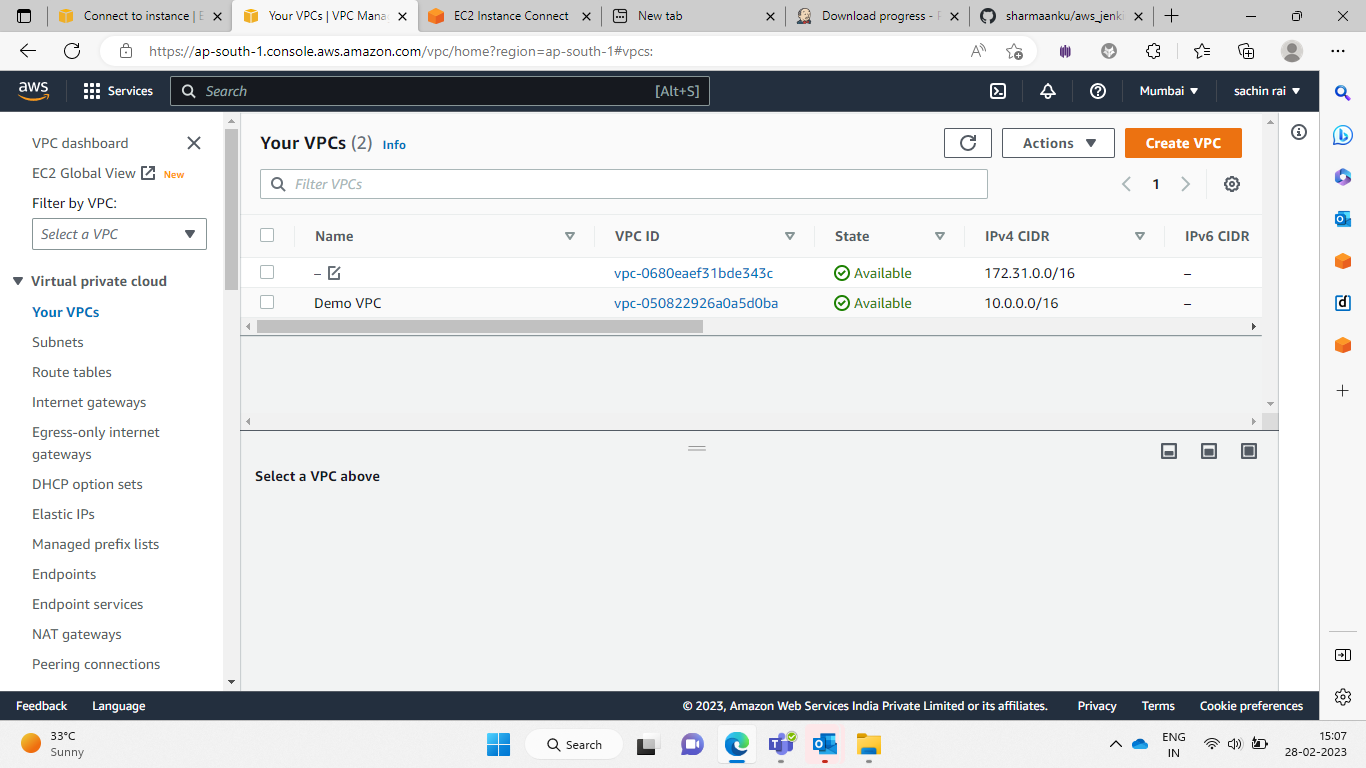 Connect to instance | E
Your VPCs | VPC Mana
EC2 Instance Connect
New tab
Download progress -
sharmaanku/aws_jenki
https://ap-south-1.console.aws.amazon.com/vpc/home?region=ap-south-1#vpcs:
aws
Services
Search
[Alt+S]
Mumbai
sachin rai
VPC dashboard
EC2 Global View
New
Filter by VPC:
Select a VPC
Virtual private cloud
Your VPCs
Subnets
Route tables
Internet gateways
Egress-only internet
gateways
DHCP option sets
Elastic IPs
Managed prefix lists
Endpoints
Endpoint services
NAT gateways
Peering connections
Your VPCs (2) Info
Actions
Create VPC
Filter VPCs
1
Name VPC ID State IPv4 CIDR IPv6 CIDR
– vpc-0680eaef31bde343c Available 172.31.0.0/16 –
Demo VPC vpc-050822926a0a5d0ba Available 10.0.0.0/16 –
Select a VPC above
Feedback Language © 2023, Amazon Web Services India Private Limited or its affiliates. Privacy Terms Cookie preferences
33°C
Sunny
Search
ENG
IN
15:07
28-02-2023